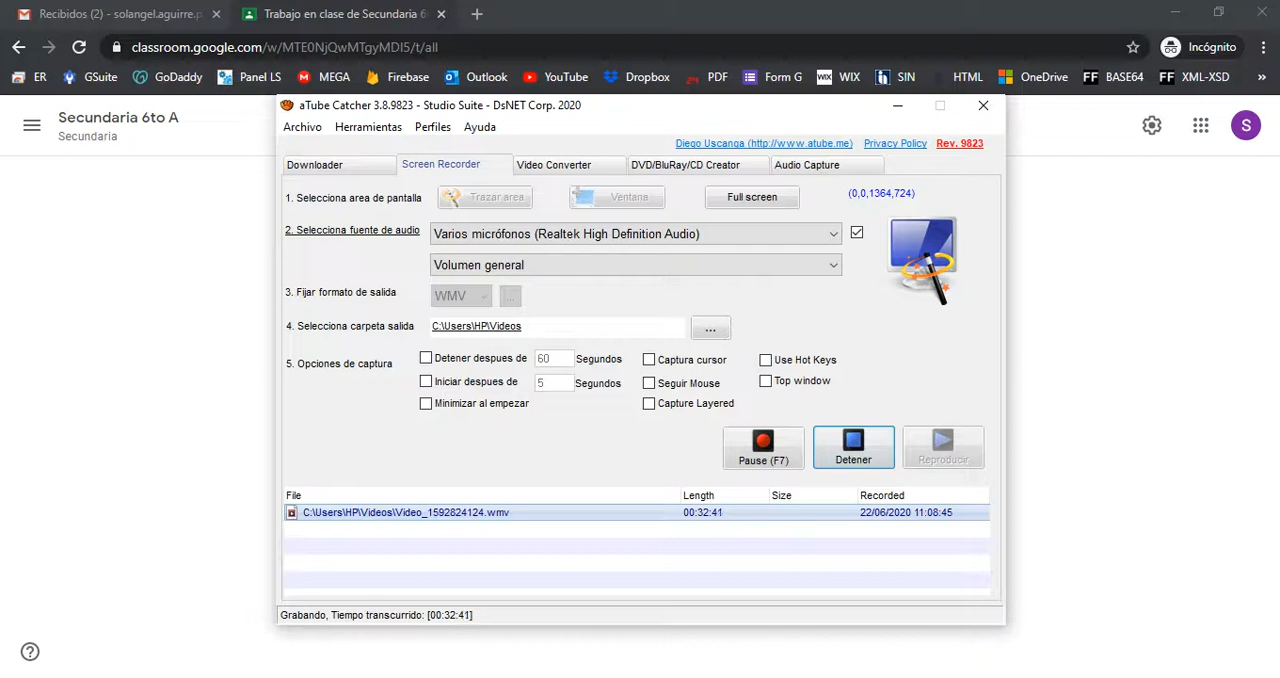 Recibidos (2) - solangel.aguirre.p
Trabajo en clase de Secundaria 6
classroom.google.com/w/MTE0NjQwMTgyMDI5/t/all
Incógnito
ER GSuite GoDaddy Panel LS MEGA Firebase Outlook YouTube Dropbox PDF Form G WIX WIX SIN HTML OneDrive FF BASE64 FF XML-XSD »
Secundaria 6to A
Secundaria
S
aTube Catcher 3.8.9823 - Studio Suite - DsNET Corp. 2020
Archivo Herramientas Perfiles Ayuda
Diego Uscanga (http://www.atube.me) Privacy Policy Rev. 9823
Downloader Screen Recorder Video Converter DVD/BluRay/CD Creator Audio Capture
1. Selecciona area de pantalla Trazar area Ventana Full screen (0,0,1364,724)
2. Selecciona fuente de audio Varios micrófonos (Realtek High Definition Audio)
Volumen general
3. Fijar formato de salida WMV ...
4. Selecciona carpeta salida C:\Users\HP\Videos ...
5. Opciones de captura Detener despues de 60 Segundos Captura cursor Use Hot Keys
Iniciar despues de 5 Segundos Seguir Mouse Top window
Minimizar al empezar Capture Layered
Pause (F7) Detener Reproducir
File Length Size Recorded
C:\Users\HP\Videos\Video_1592824124.wmv 00:32:41 22/06/2020 11:08:45
Grabando, Tiempo transcurrido: [00:32:41]